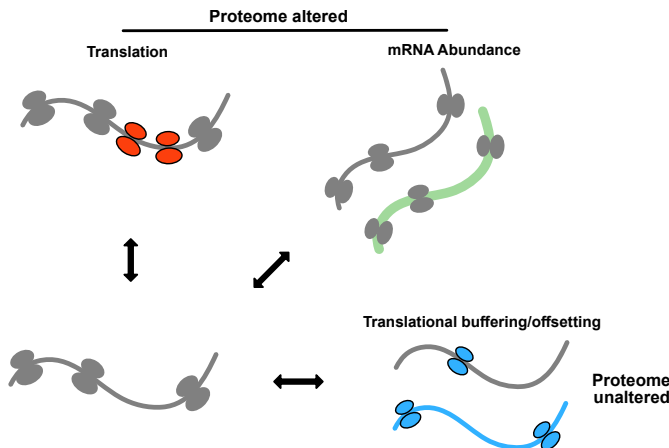 Proteome altered
Translation
mRNA Abundance
Translational buffering/offsetting
Proteome
unaltered